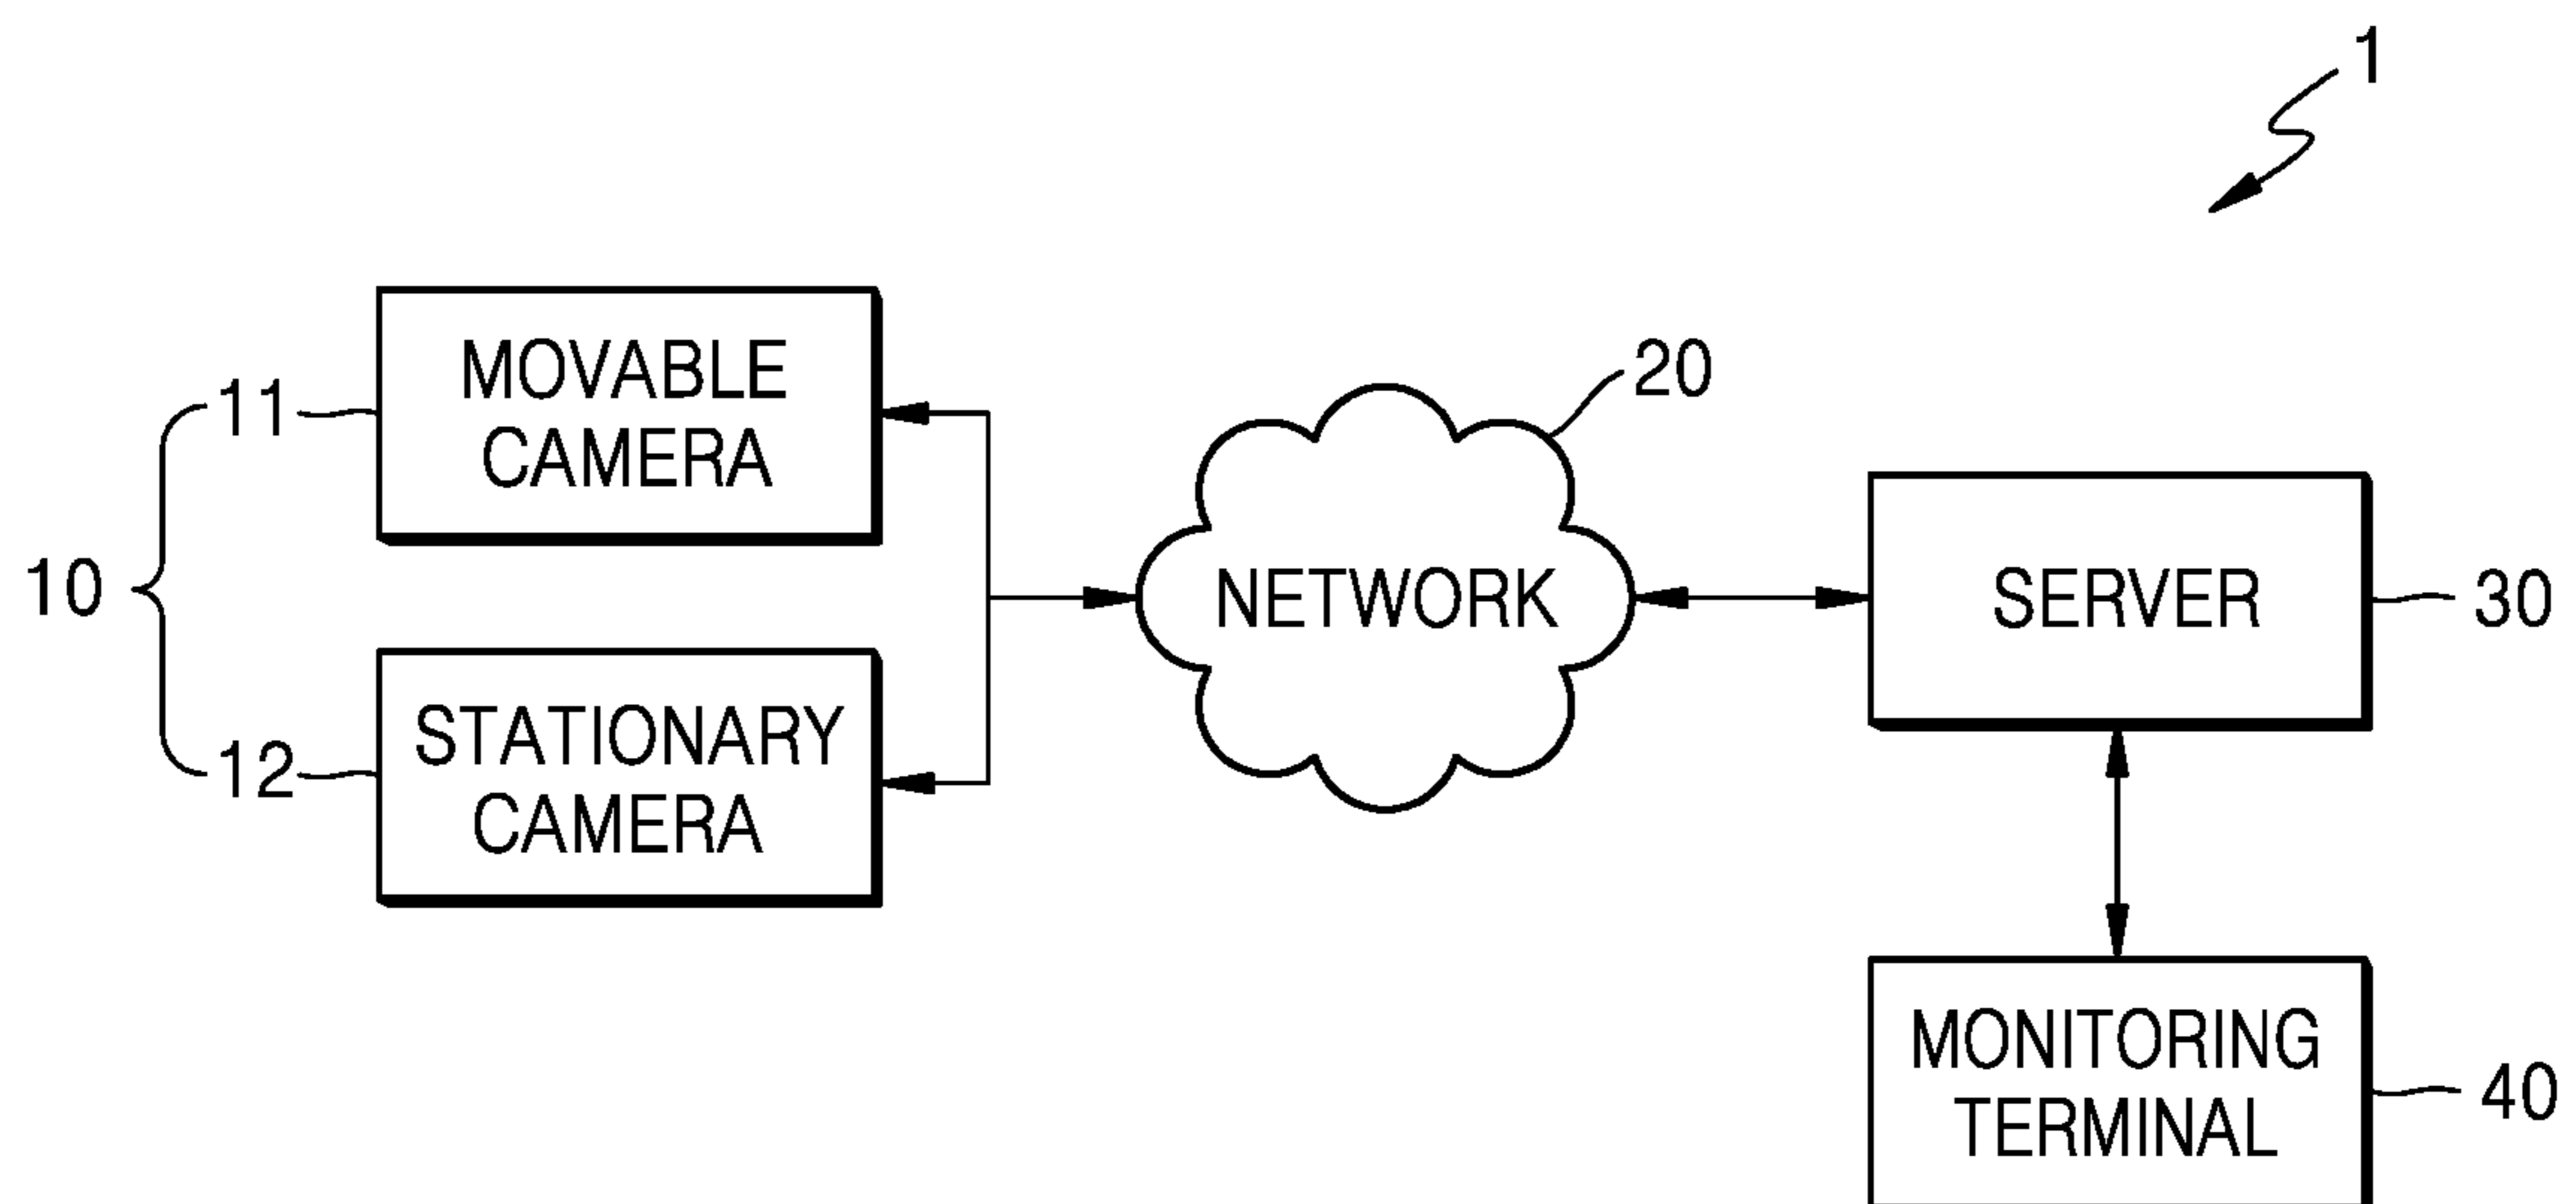 1
MOVABLE
CAMERA
11
10
STATIONARY
CAMERA
12
NETWORK
20
SERVER
30
MONITORING
TERMINAL
40